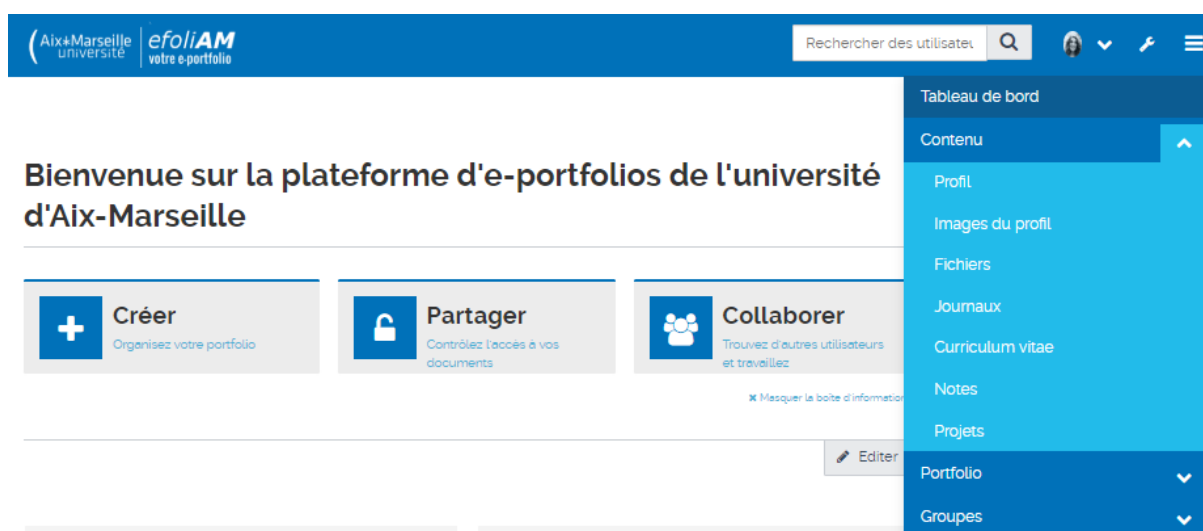 Aix*Marseille
université
efoliAM
votre e-portfolio
Rechercher des utilisateu
Tableau de bord
Contenu
Profil
Images du profil
Fichiers
Journaux
Curriculum vitae
Notes
Projets
Portfolio
Groupes
Bienvenue sur la plateforme d'e-portfolios de l'université
d'Aix-Marseille
Créer
Organisez votre portfolio
Partager
Contrôlez l'accès à vos
documents
Collaborer
Trouvez d'autres utilisateurs
et travaillez
Masquer la boîte d'information
Editer